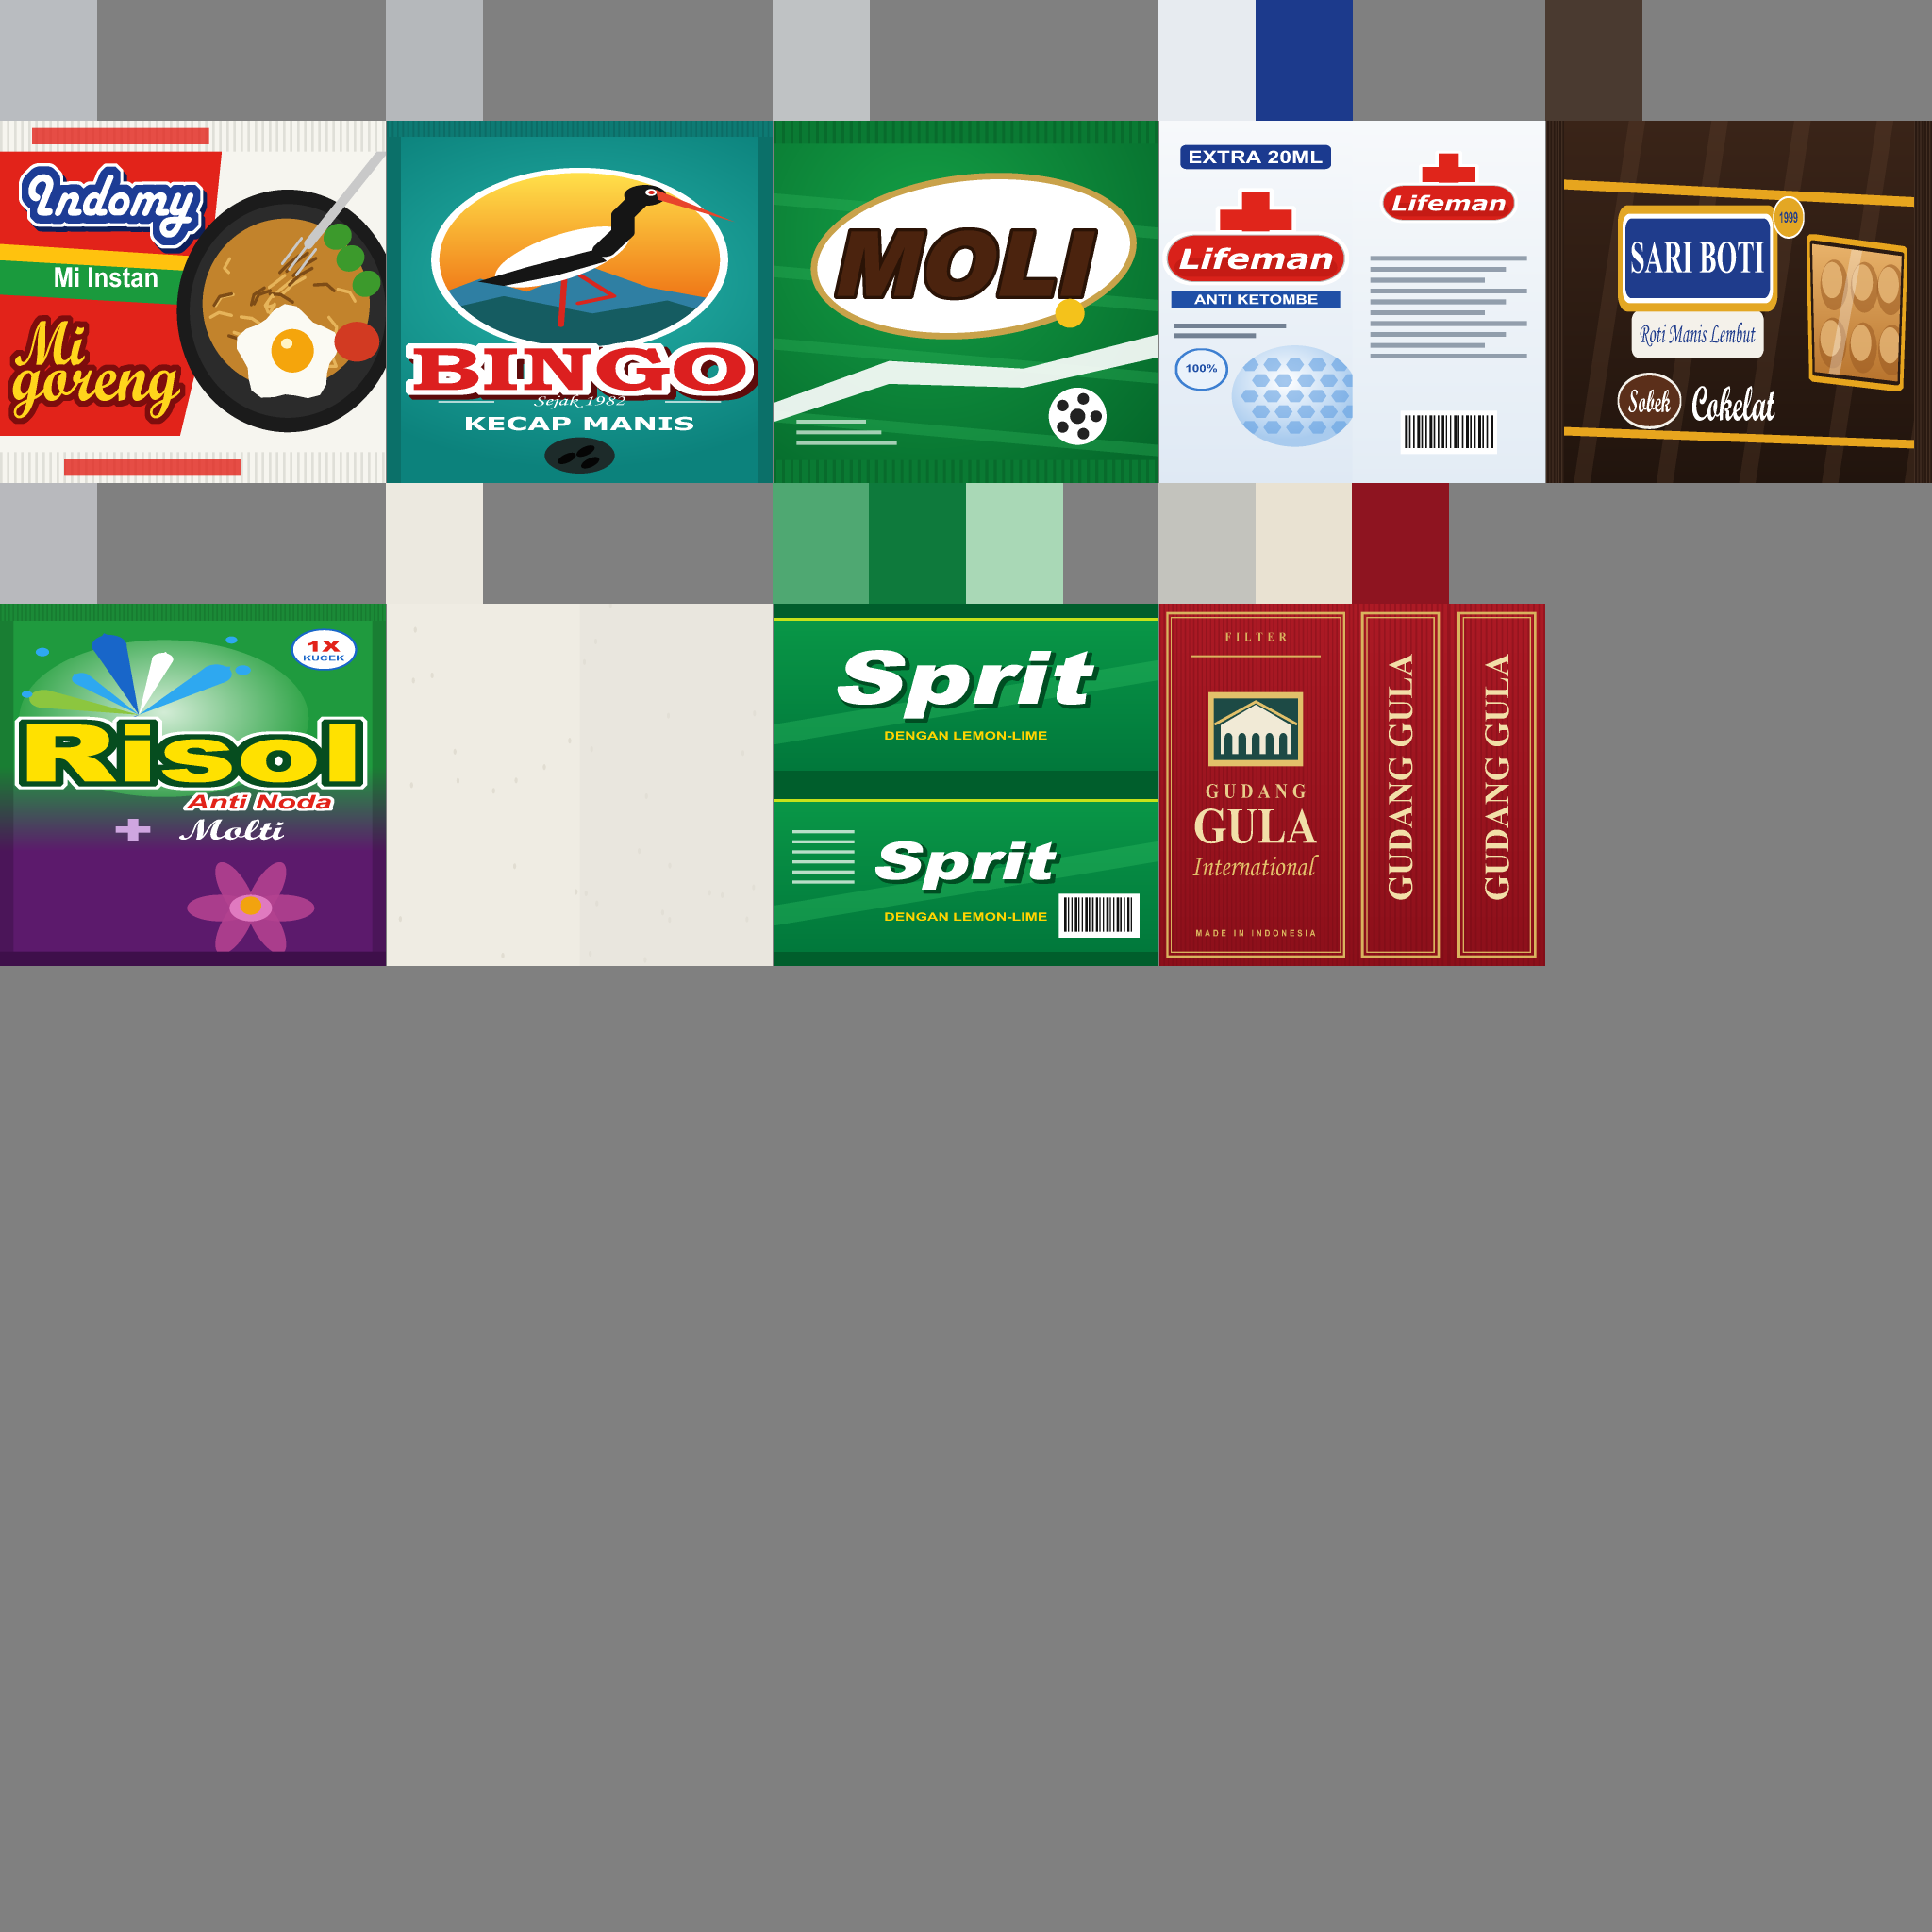 Indomy
Mi Instan
Mi
goreng
BINGO
Sejak 1982
KECAP MANIS
MOLI
EXTRA 20ML
Lifeman
ANTI KETOMBE
100%
Lifeman
1999
SARI BOTI
Roti Manis Lembut
Sobek
Cokelat
1X
KUCEK
Risol
Anti Noda
+ Molti
Sprit
DENGAN LEMON-LIME
Sprit
DENGAN LEMON-LIME
FILTER
GUDANG
GULA
International
MADE IN INDONESIA
GUDANG GULA
GUDANG GULA